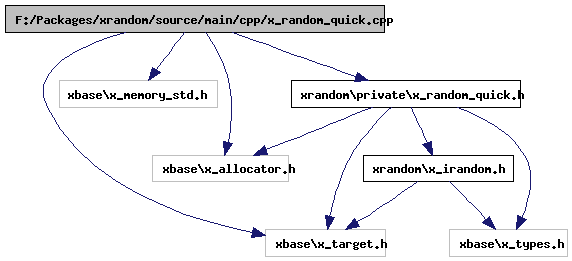 F:/Packages/xrandom/source/main/cpp/x_random_quick.cpp
xbase\x_memory_std.h
xrandom\private\x_random_quick.h
xbase\x_allocator.h
xrandom\x_irandom.h
xbase\x_target.h
xbase\x_types.h